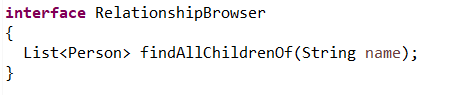 interface RelationshipBrowser
{
  List<Person> findAllChildrenOf(String name);
}